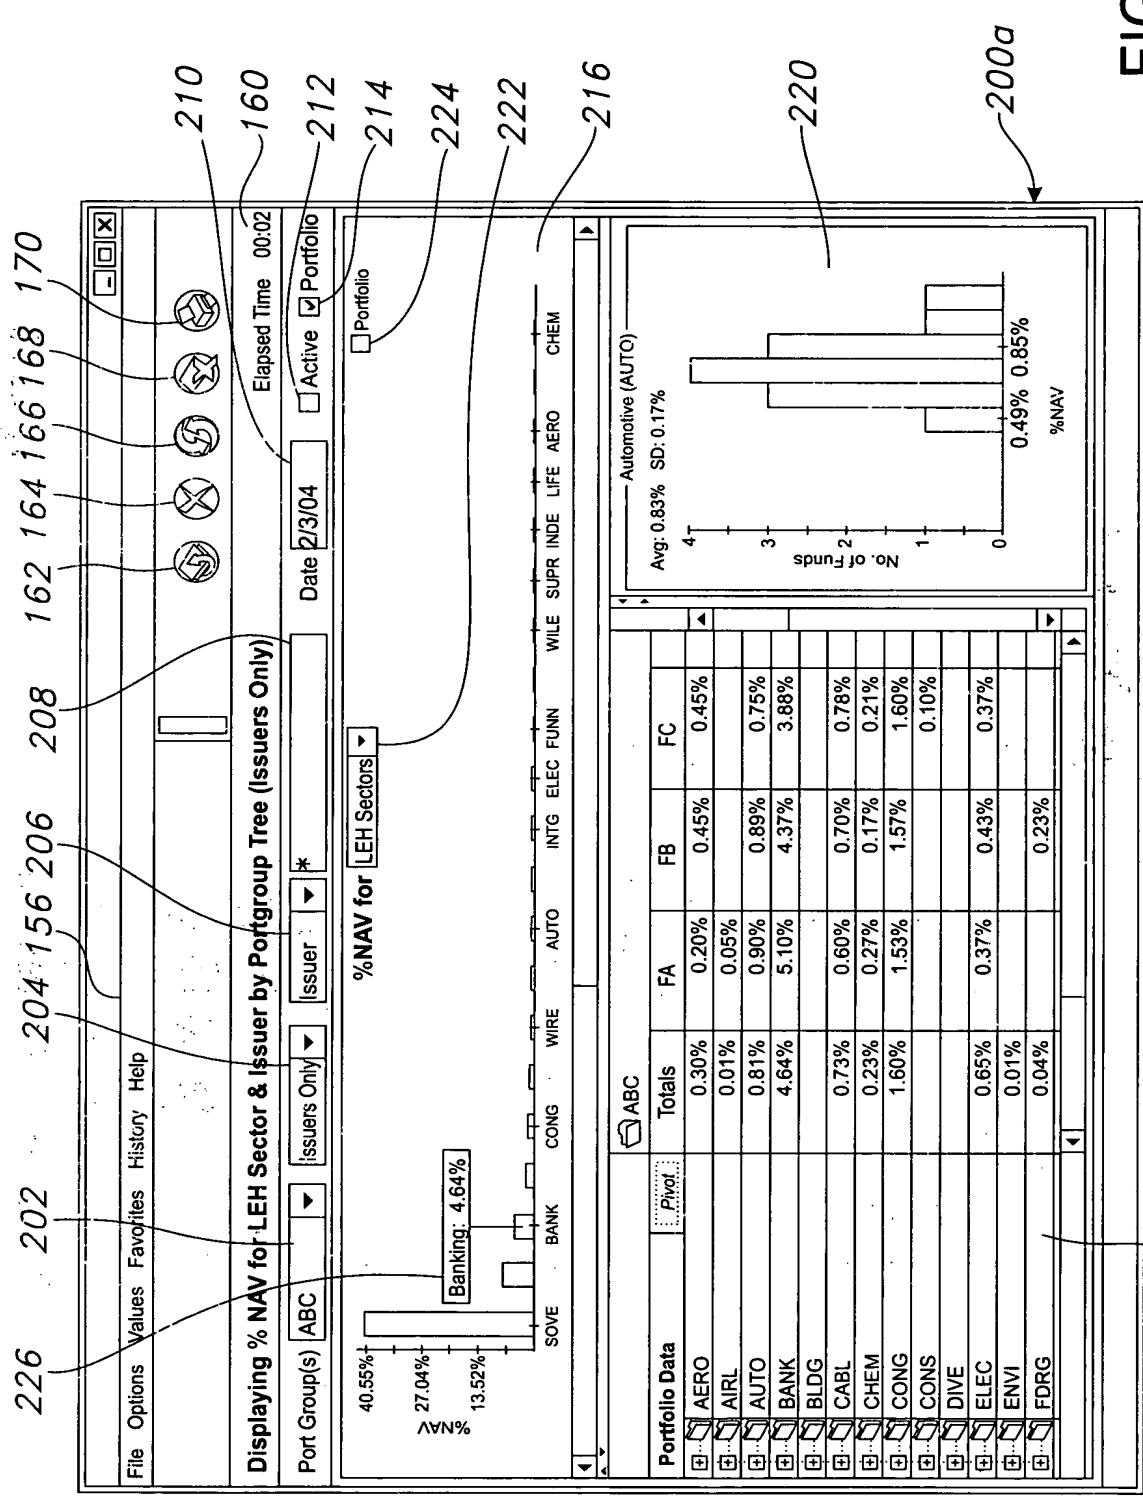 162 164 166 168 170
202 204 156 206 208
226
File Options Values Favorites History Help
Displaying % NAV for LEH Sector & Issuer by Portgroup Tree (Issuers Only)
Elapsed Time 00:02
Port Group(s) ABC Issuers Only Issuer * Date 2/3/04 Active Portfolio
210
160
212
214
224
222
216
%NAV for LEH Sectors
Portfolio
40.55%
27.04%
13.52%
%NAV
Banking: 4.64%
SOVE BANK CONG WIRE AUTO INTG ELEC FUNN WILE SUPR INDE LIFE AERO CHEM
ABC
Portfolio Data Pivot Totals FA FB FC
AERO 0.30% 0.20% 0.45% 0.45%
AIRL 0.01% 0.05%
AUTO 0.81% 0.90% 0.89% 0.75%
BANK 4.64% 5.10% 4.37% 3.88%
BLDG
CABL 0.73% 0.60% 0.70% 0.78%
CHEM 0.23% 0.27% 0.17% 0.21%
CONG 1.60% 1.53% 1.57% 1.60%
CONS 0.10%
DIVE
ELEC 0.65% 0.37% 0.43% 0.37%
ENVI 0.01%
FDRG 0.04% 0.23%
Automotive (AUTO)
Avg: 0.83% SD: 0.17%
No. of Funds
4
3
2
1
0
0.49% 0.85%
%NAV
220
200a